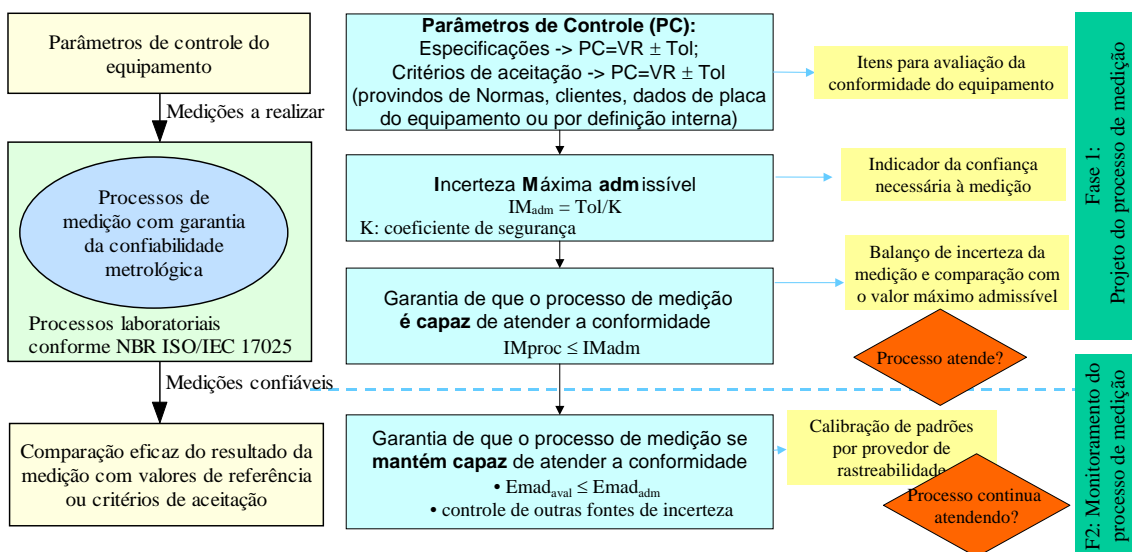 Parâmetros de controle do
equipamento
Medições a realizar
Processos de
medição com garantia
da confiabilidade
metrológica
Processos laboratoriais
conforme NBR ISO/IEC 17025
Medições confiáveis
Comparação eficaz do resultado da
medição com valores de referência
ou critérios de aceitação
Parâmetros de Controle (PC):
Especificações -> PC=VR ± Tol;
Critérios de aceitação -> PC=VR ± Tol
(provindos de Normas, clientes, dados de placa
do equipamento ou por definição interna)
Incerteza Máxima admissível
IMadm = Tol/K
K: coeficiente de segurança
Garantia de que o processo de medição
é capaz de atender a conformidade
IMproc ≤ IMadm
Garantia de que o processo de medição se
mantém capaz de atender a conformidade
• Emadaval ≤ Emadadm
• controle de outras fontes de incerteza
Itens para avaliação da
conformidade do equipamento
Indicador da confiança
necessária à medição
Balanço de incerteza da
medição e comparação com
o valor máximo admissível
Processo atende?
Calibração de padrões
por provedor de
rastreabilidade
Processo continua
atendendo?
Fase 1:
Projeto do processo de medição
F2: Monitoramento do
processo de medição